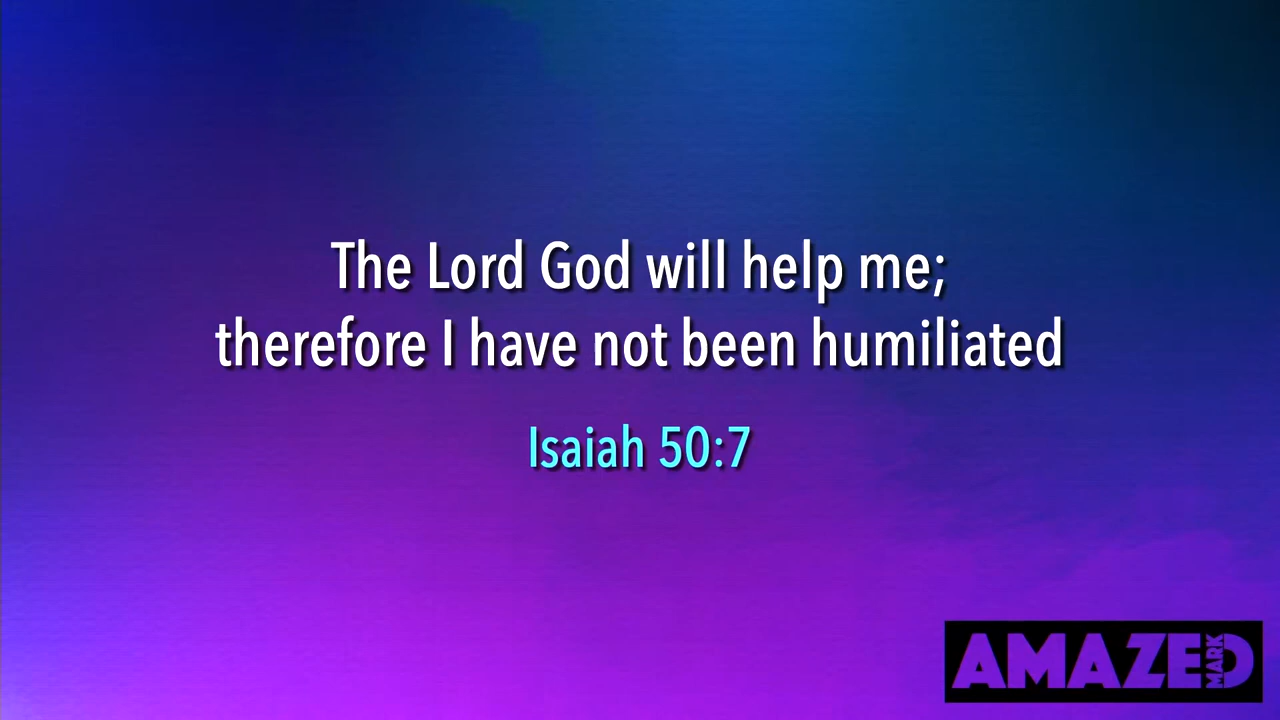 The Lord God will help me;
therefore I have not been humiliated
Isaiah 50:7
AMAZED
MARK